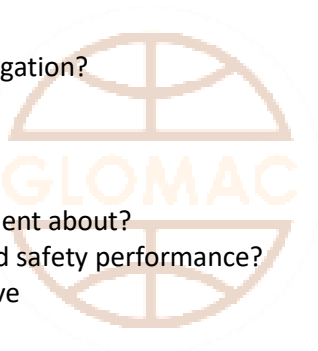 gation?
GLOMAC
ent about?
d safety performance?
ve